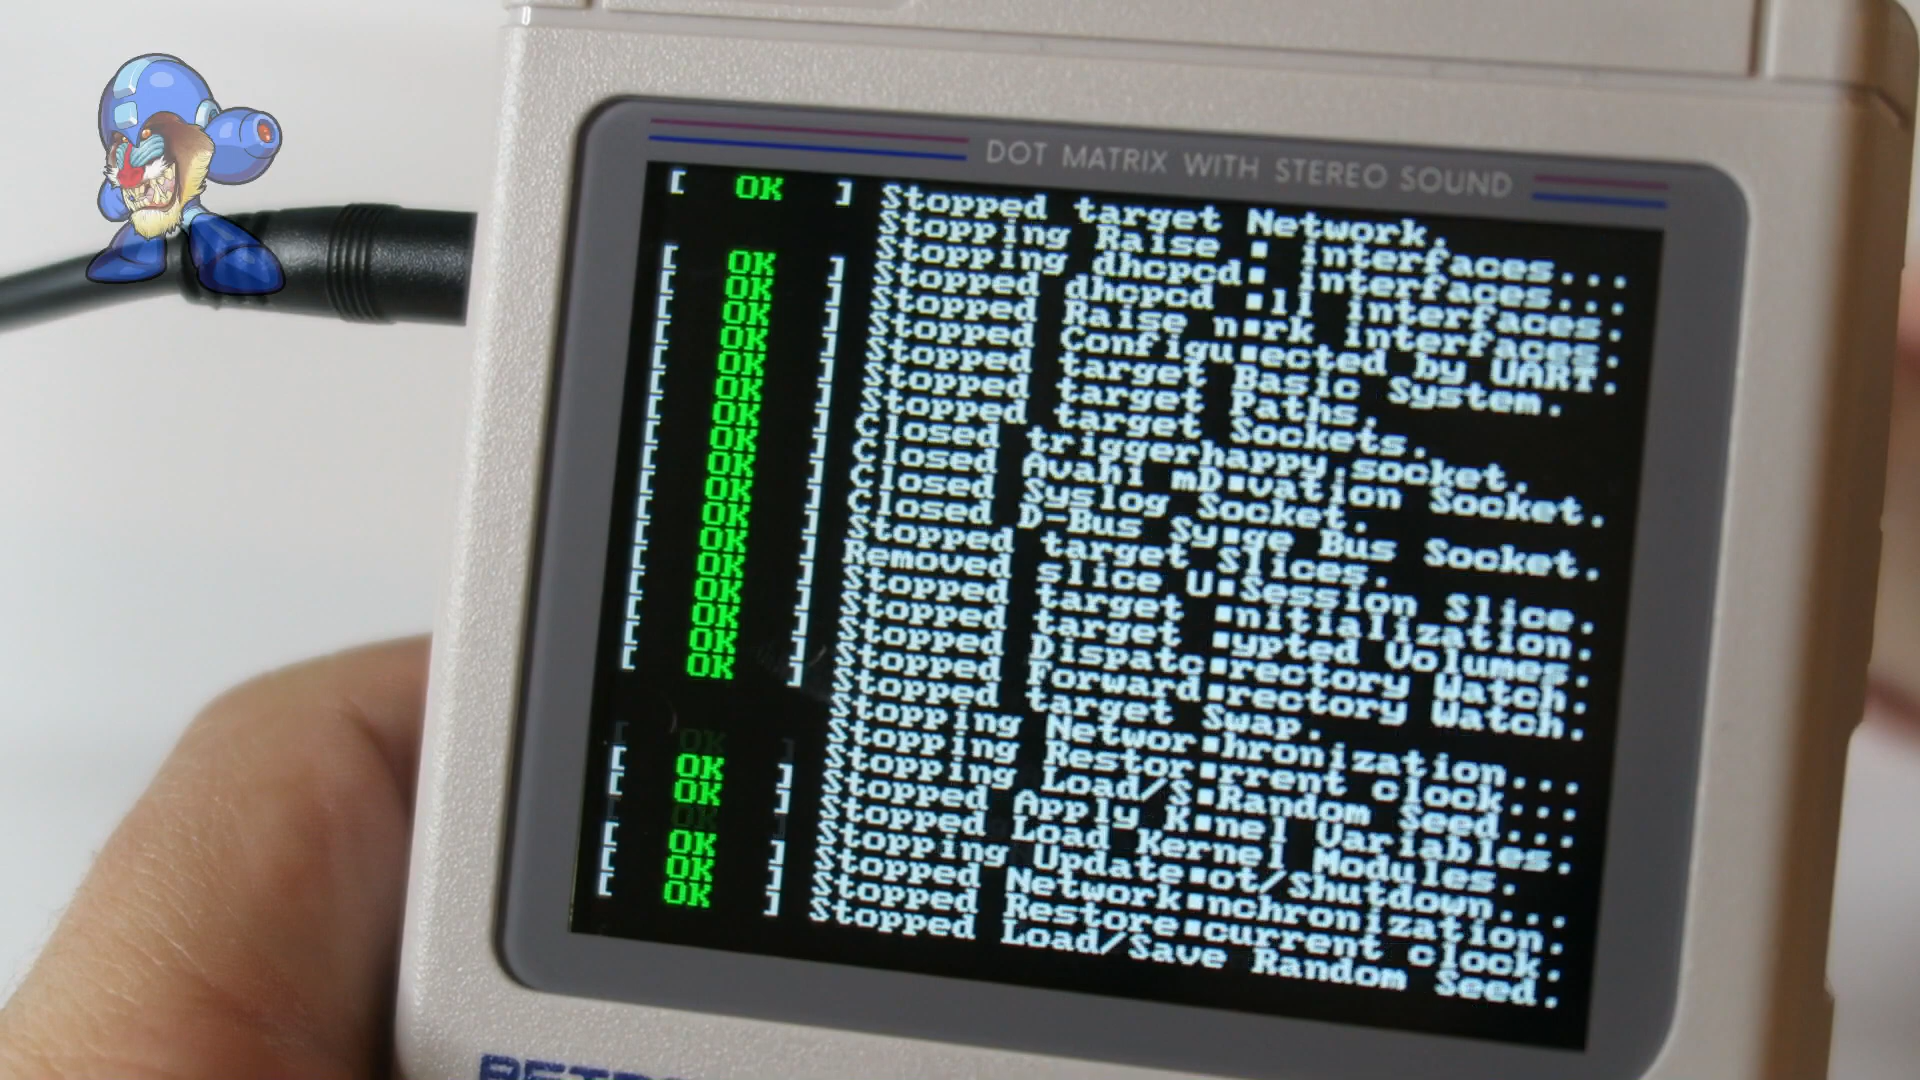 DOT MATRIX WITH STEREO SOUND
[ OK ] Stopped target Network.
Stopping Raise ▪ interfaces...
Stopping dhcpcd▪ interfaces...
[ OK ] Stopped dhcpcd ▪ll interfaces.
[ OK ] Stopped Raise n▪rk interfaces.
[ OK ] Stopped Configu▪ected by UART.
[ OK ] Stopped target Basic System.
[ OK ] Stopped target Paths.
[ OK ] Stopped target Sockets.
[ OK ] Closed triggerhappy.socket.
[ OK ] Closed Avahi mD▪vation Socket.
[ OK ] Closed Syslog Socket.
[ OK ] Closed D-Bus Sy▪ge Bus Socket.
[ OK ] Stopped target Slices.
[ OK ] Removed slice U▪Session Slice.
[ OK ] Stopped target ▪nitialization.
[ OK ] Stopped target ▪ypted Volumes.
[ OK ] Stopped Dispatc▪rectory Watch.
[ OK ] Stopped Forward▪rectory Watch.
[ OK ] Stopped target Swap.
Stopping Networ▪hronization...
Stopping Restor▪rrent clock...
Stopping Load/S▪Random Seed...
[ OK ] Stopped Apply K▪nel Variables.
[ OK ] Stopped Load Kernel Modules.
Stopping Update▪ot/Shutdown...
[ OK ] Stopped Network▪nchronization.
[ OK ] Stopped Restore▪current clock.
[ OK ] Stopped Load/Save Random Seed.